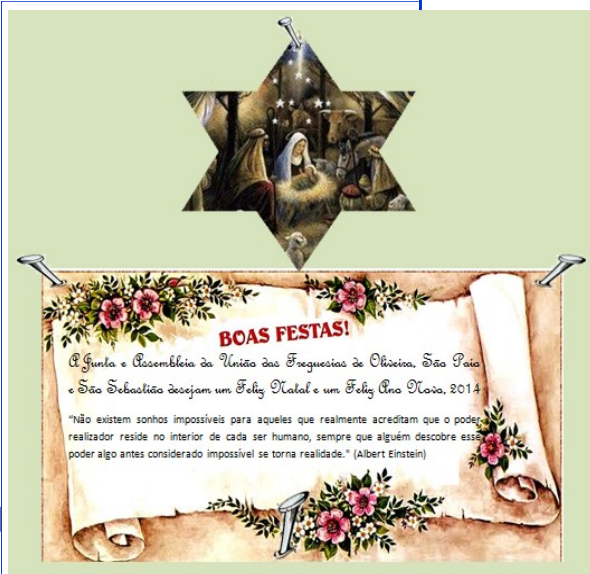 BOAS FESTAS!
A Junta e Assembleia da União das Freguesias de Oliveira, São Paio
e São Sebastião desejam um Feliz Natal e um Feliz Ano Novo, 2014
"Não existem sonhos impossíveis para aqueles que realmente acreditam que o poder
realizador reside no interior de cada ser humano, sempre que alguém descobre esse
poder algo antes considerado impossível se torna realidade." (Albert Einstein)